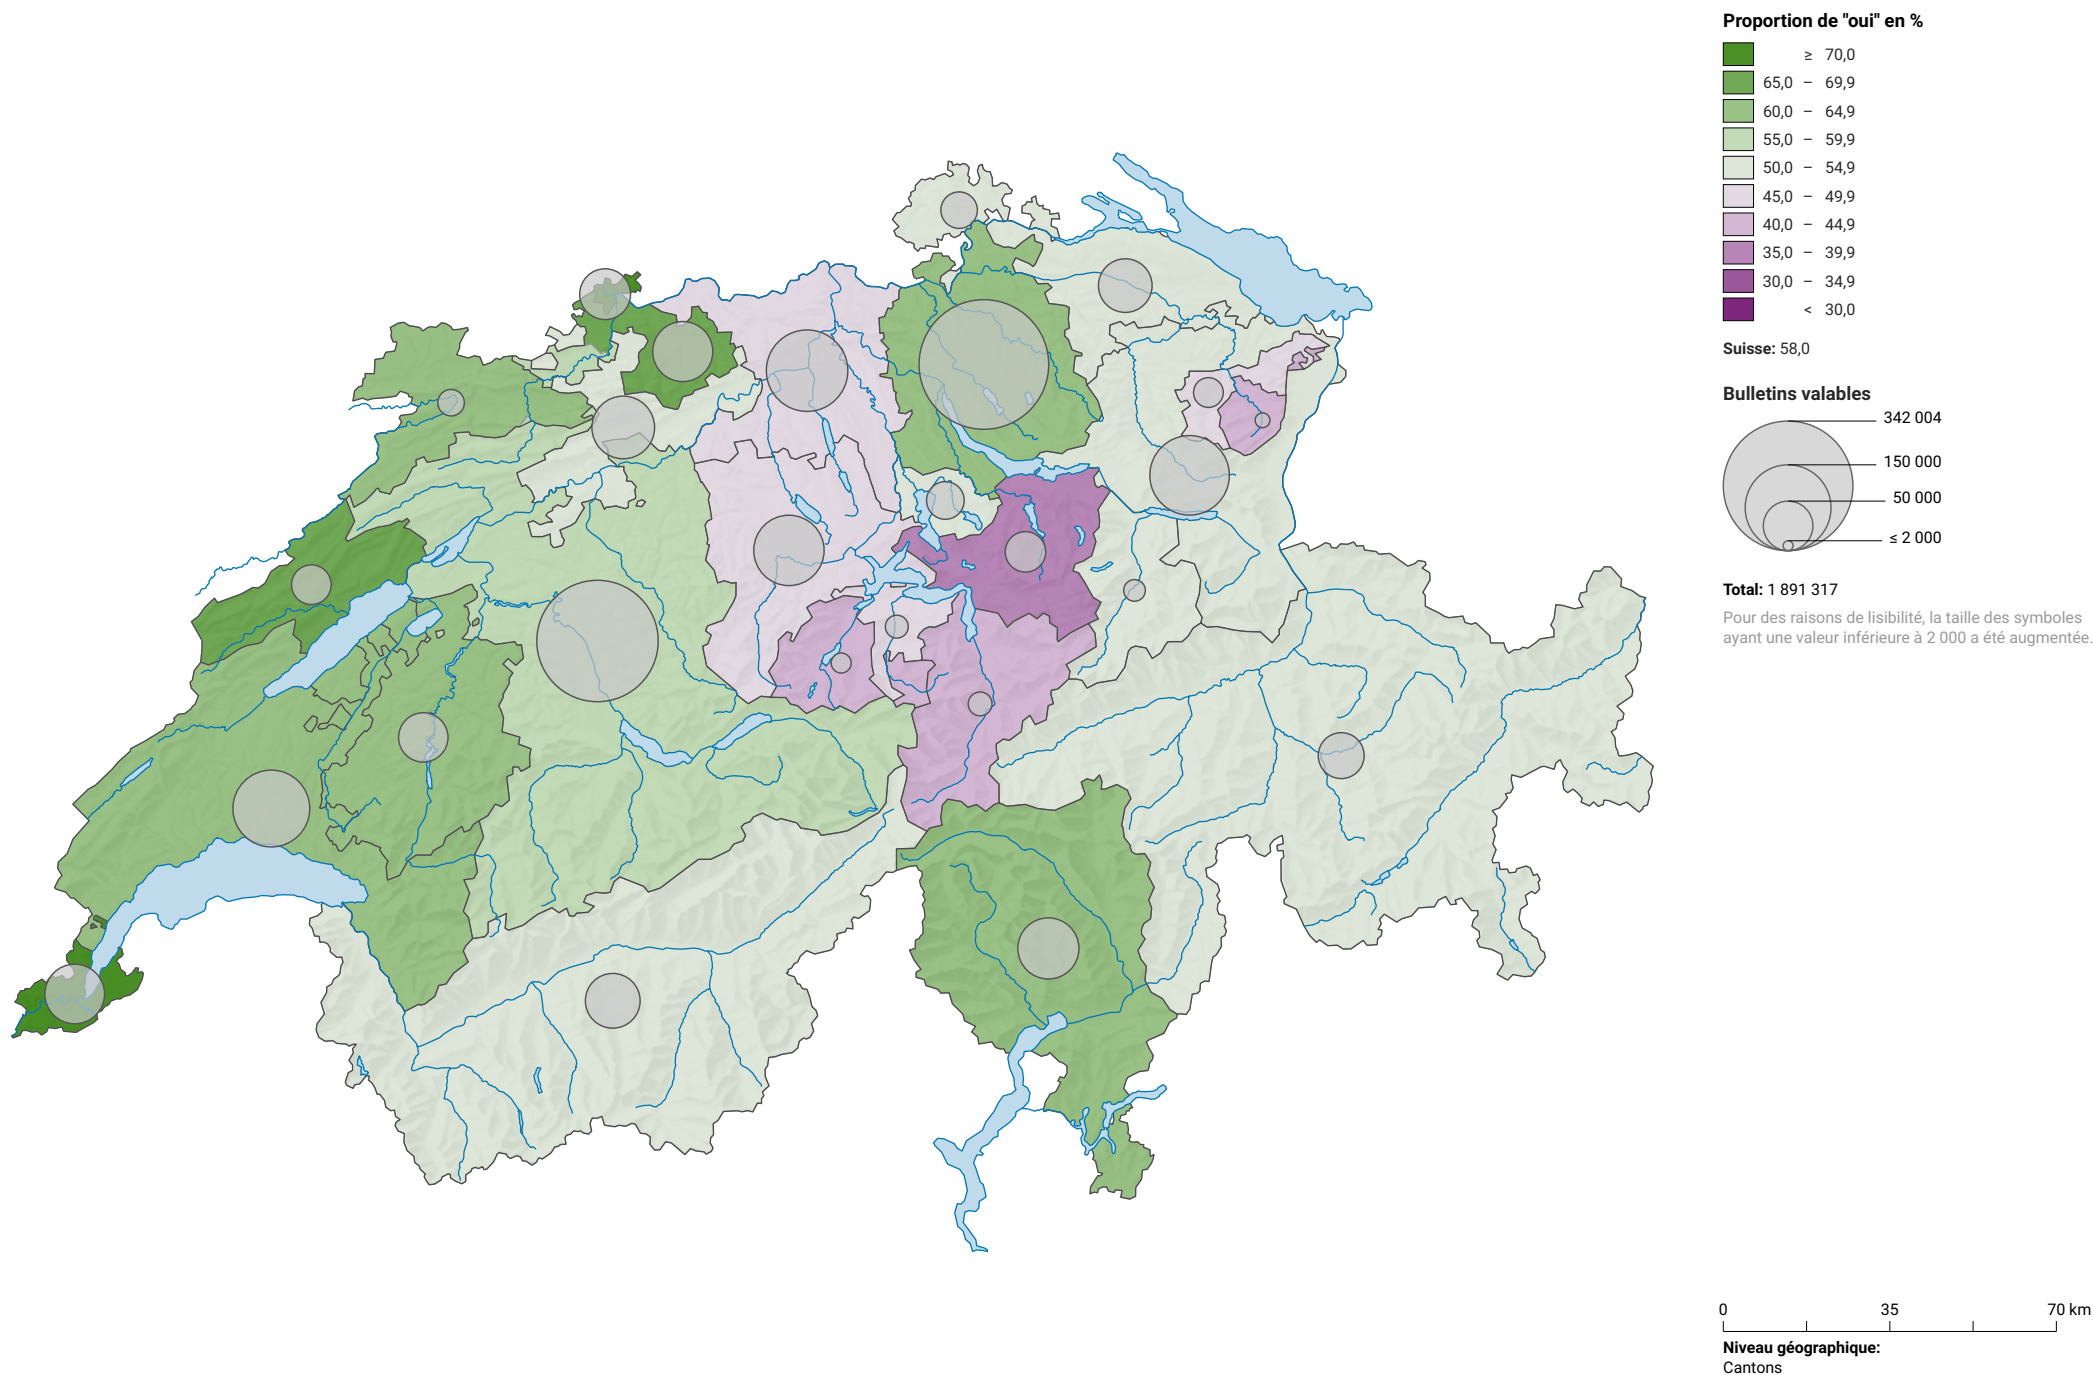 Proportion de "oui" en %
≥ 70,0
65,0 – 69,9
60,0 – 64,9
55,0 – 59,9
50,0 – 54,9
45,0 – 49,9
40,0 – 44,9
35,0 – 39,9
30,0 – 34,9
< 30,0
Suisse: 58,0
Bulletins valables
342 004
150 000
50 000
≤ 2 000
Total: 1 891 317
Pour des raisons de lisibilité, la taille des symboles
ayant une valeur inférieure à 2 000 a été augmentée.
0 35 70 km
Niveau géographique:
Cantons